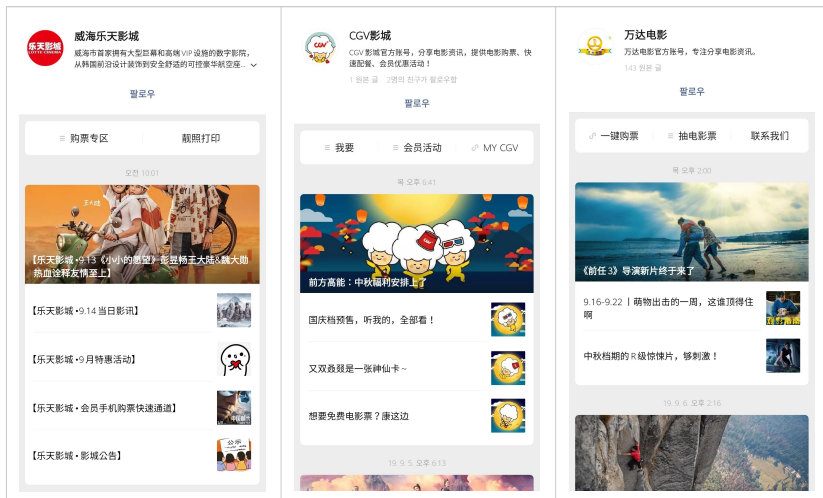 乐天影城
LOTTE CINEMA
威海乐天影城
威海市首家拥有大型巨幕和高端 VIP 设施的数字影院,
从韩国前沿设计装饰到安全舒适的可控豪华航空座...
팔로우
购票专区
靓照打印
오전 10:01
【乐天影城•9.13《小小的愿望》彭昱畅王大陆&魏大勋
热血诠释友情至上】
【乐天影城•9.14 当日影讯】
【乐天影城•9 月特惠活动】
【乐天影城•会员手机购票快速通道】
【乐天影城•影城公告】
公示
CGV
CGV影城
CGV 影城官方账号，分享电影资讯，提供电影购票、快
速配餐、会员优惠活动！
1 원본 글 2명의 친구가 팔로우함
팔로우
我要
会员活动
MY CGV
목 오후 6:41
前方高能：中秋福利安排上了
国庆档预售，听我的，全部看！
又双叒叕是一张神仙卡~
想要免费电影票？康这边
19. 9. 5. 오후 6:13
万达电影
万达电影官方账号，专注分享电影资讯。
143 원본 글
팔로우
一键购票
抽电影票
联系我们
목 오후 2:00
《前任 3》导演新片终于来了
9.16-9.22 丨萌物出击的一周，这谁顶得住
啊
中秋档期的 R 级惊悚片，够刺激！
19. 9. 6. 오후 2:16